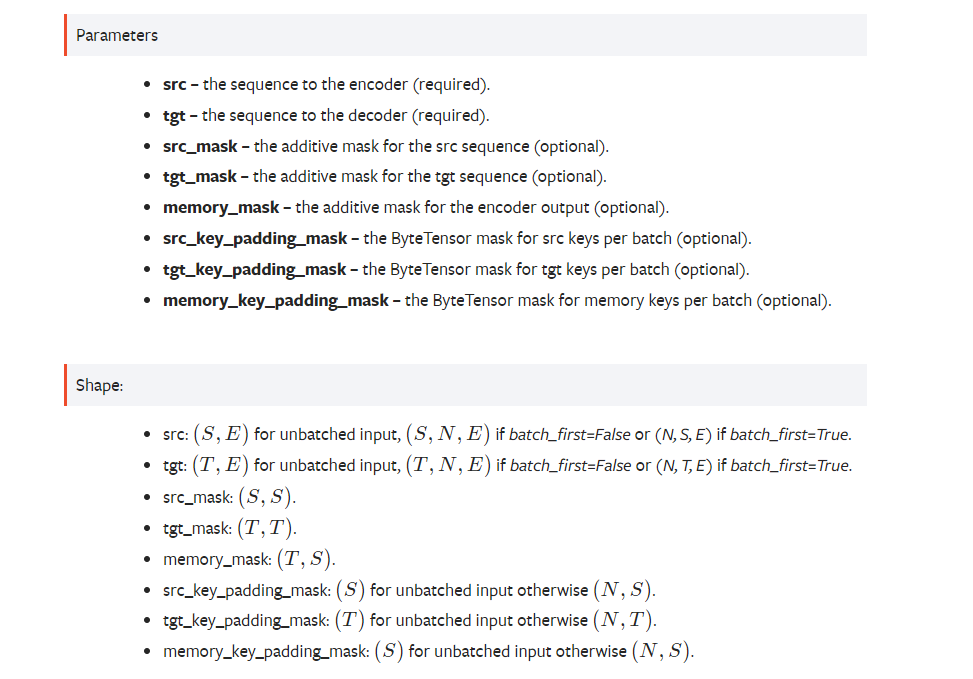 Parameters
• src – the sequence to the encoder (required).
• tgt – the sequence to the decoder (required).
• src_mask – the additive mask for the src sequence (optional).
• tgt_mask – the additive mask for the tgt sequence (optional).
• memory_mask – the additive mask for the encoder output (optional).
• src_key_padding_mask – the ByteTensor mask for src keys per batch (optional).
• tgt_key_padding_mask – the ByteTensor mask for tgt keys per batch (optional).
• memory_key_padding_mask – the ByteTensor mask for memory keys per batch (optional).
Shape:
• src: (S, E) for unbatched input, (S, N, E) if batch_first=False or (N, S, E) if batch_first=True.
• tgt: (T, E) for unbatched input, (T, N, E) if batch_first=False or (N, T, E) if batch_first=True.
• src_mask: (S, S).
• tgt_mask: (T, T).
• memory_mask: (T, S).
• src_key_padding_mask: (S) for unbatched input otherwise (N, S).
• tgt_key_padding_mask: (T) for unbatched input otherwise (N, T).
• memory_key_padding_mask: (S) for unbatched input otherwise (N, S).